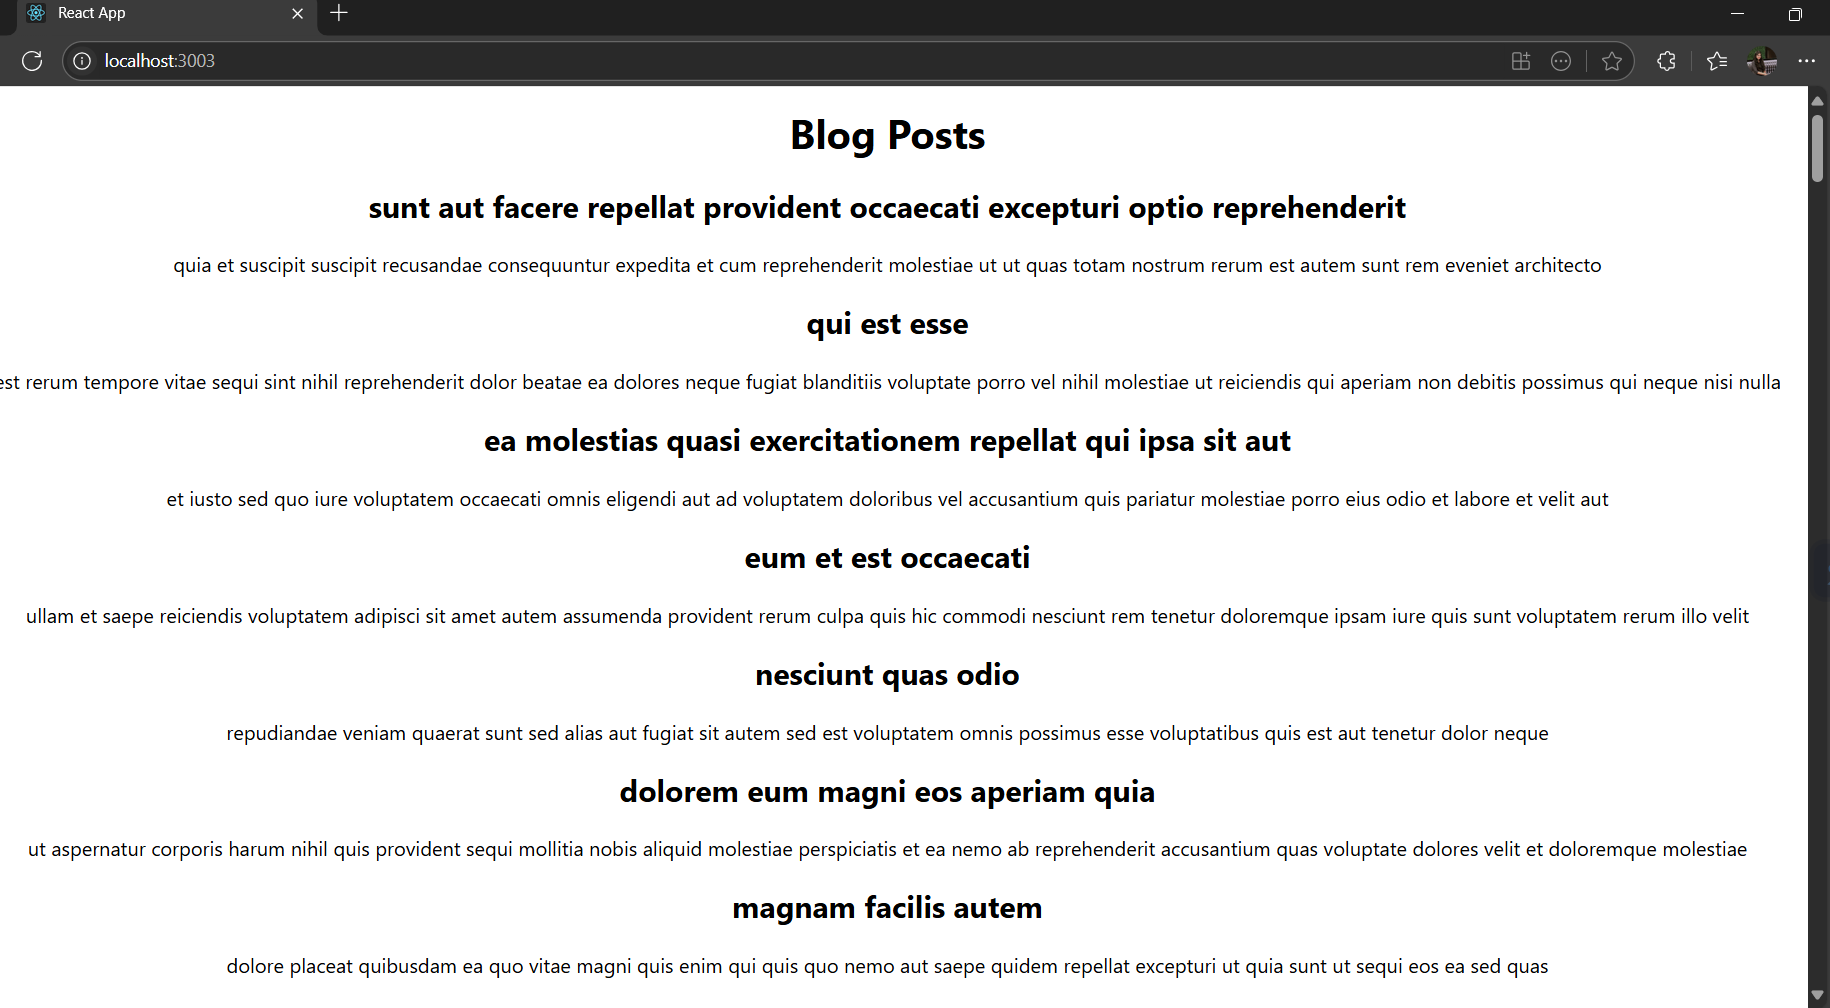 React App
localhost:3003
Blog Posts
sunt aut facere repellat provident occaecati excepturi optio reprehenderit
quia et suscipit suscipit recusandae consequuntur expedita et cum reprehenderit molestiae ut ut quas totam nostrum rerum est autem sunt rem eveniet architecto
qui est esse
est rerum tempore vitae sequi sint nihil reprehenderit dolor beatae ea dolores neque fugiat blanditiis voluptate porro vel nihil molestiae ut reiciendis qui aperiam non debitis possimus qui neque nisi nulla
ea molestias quasi exercitationem repellat qui ipsa sit aut
et iusto sed quo iure voluptatem occaecati omnis eligendi aut ad voluptatem doloribus vel accusantium quis pariatur molestiae porro eius odio et labore et velit aut
eum et est occaecati
ullam et saepe reiciendis voluptatem adipisci sit amet autem assumenda provident rerum culpa quis hic commodi nesciunt rem tenetur doloremque ipsam iure quis sunt voluptatem rerum illo velit
nesciunt quas odio
repudiandae veniam quaerat sunt sed alias aut fugiat sit autem sed est voluptatem omnis possimus esse voluptatibus quis est aut tenetur dolor neque
dolorem eum magni eos aperiam quia
ut aspernatur corporis harum nihil quis provident sequi mollitia nobis aliquid molestiae perspiciatis et ea nemo ab reprehenderit accusantium quas voluptate dolores velit et doloremque molestiae
magnam facilis autem
dolore placeat quibusdam ea quo vitae magni quis enim qui quis quo nemo aut saepe quidem repellat excepturi ut quia sunt ut sequi eos ea sed quas